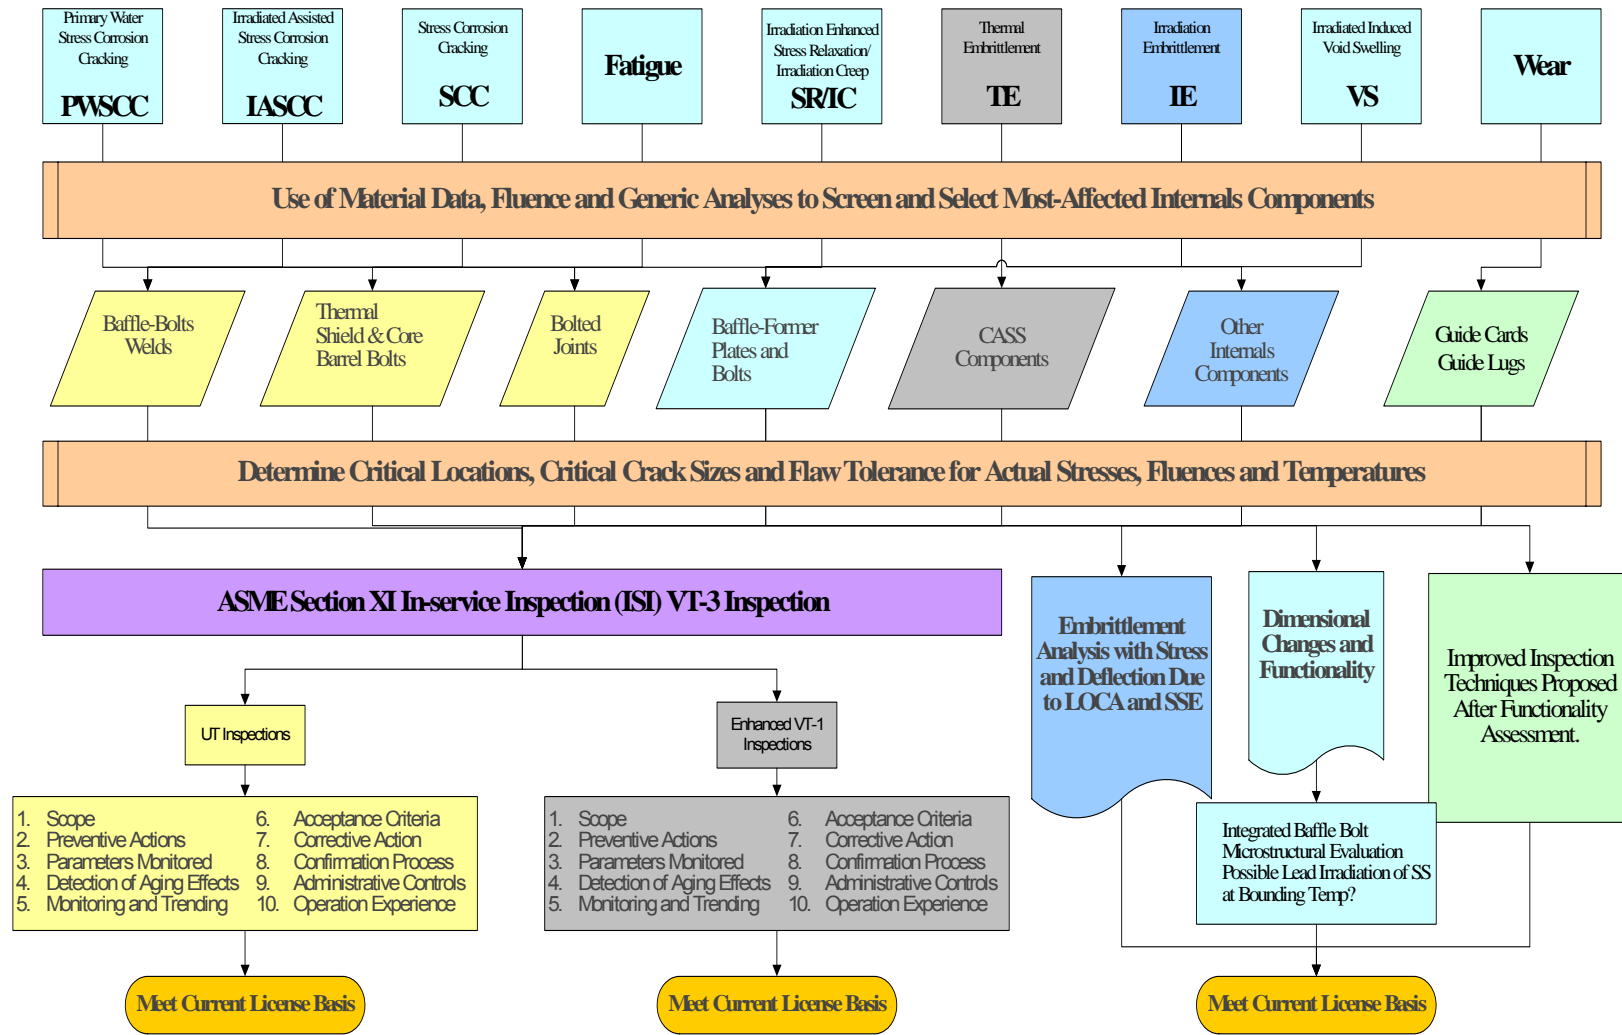 Primary Water
Stress Corrosion
Cracking
PWSCC
Irradiated Assisted
Stress Corrosion
Cracking
IASCC
Stress Corrosion
Cracking
SCC
Fatigue
Irradiation Enhanced
Stress Relaxation/
Irradiation Creep
SR/IC
Thermal
Embrittlement
TE
Irradiation
Embrittlement
IE
Irradiated Induced
Void Swelling
VS
Wear
Use of Material Data, Fluence and Generic Analyses to Screen and Select Most-Affected Internals Components
Baffle-Bolts
Welds
Thermal
Shield & Core
Barrel Bolts
Bolted
Joints
Baffle-Former
Plates and
Bolts
CASS
Components
Other
Internals
Components
Guide Cards
Guide Lugs
Determine Critical Locations, Critical Crack Sizes and Flaw Tolerance for Actual Stresses, Fluences and Temperatures
ASME Section XI In-service Inspection (ISI) VT-3 Inspection
Embrittlement
Analysis with Stress
and Deflection Due
to LOCA and SSE
Dimensional
Changes and
Functionality
Improved Inspection
Techniques Proposed
After Functionality
Assessment.
UT Inspections
Enhanced VT-1
Inspections
1. Scope
2. Preventive Actions
3. Parameters Monitored
4. Detection of Aging Effects
5. Monitoring and Trending
6. Acceptance Criteria
7. Corrective Action
8. Confirmation Process
9. Administrative Controls
10. Operation Experience
1. Scope
2. Preventive Actions
3. Parameters Monitored
4. Detection of Aging Effects
5. Monitoring and Trending
6. Acceptance Criteria
7. Corrective Action
8. Confirmation Process
9. Administrative Controls
10. Operation Experience
Integrated Baffle Bolt
Microstructural Evaluation
Possible Lead Irradiation of SS
at Bounding Temp?
Meet Current License Basis
Meet Current License Basis
Meet Current License Basis